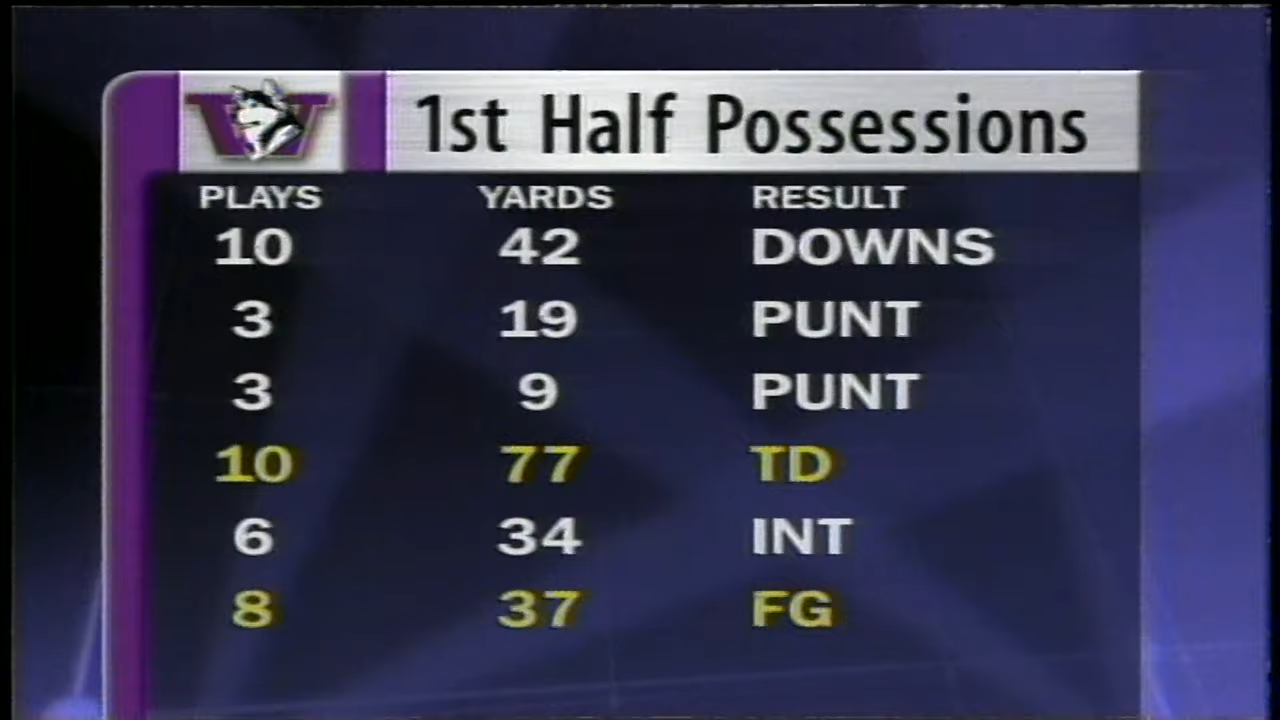 W 1st Half Possessions
PLAYS YARDS RESULT
10 42 DOWNS
3 19 PUNT
3 9 PUNT
10 77 TD
6 34 INT
8 37 FG